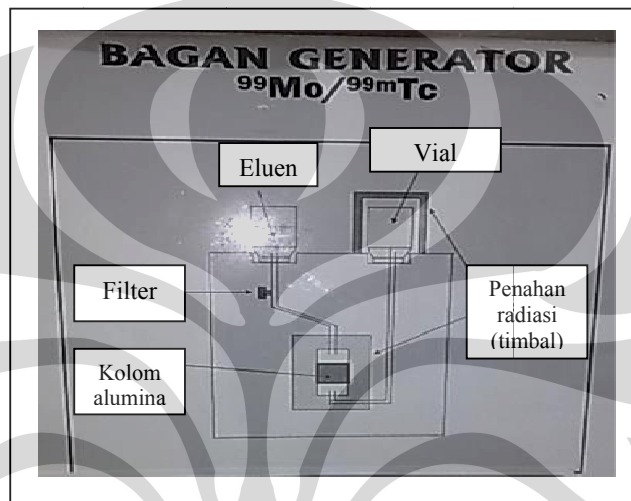 BAGAN GENERATOR
99Mo/99mTc
Eluen
Vial
Filter
Penahan
radiasi
(timbal)
Kolom
alumina